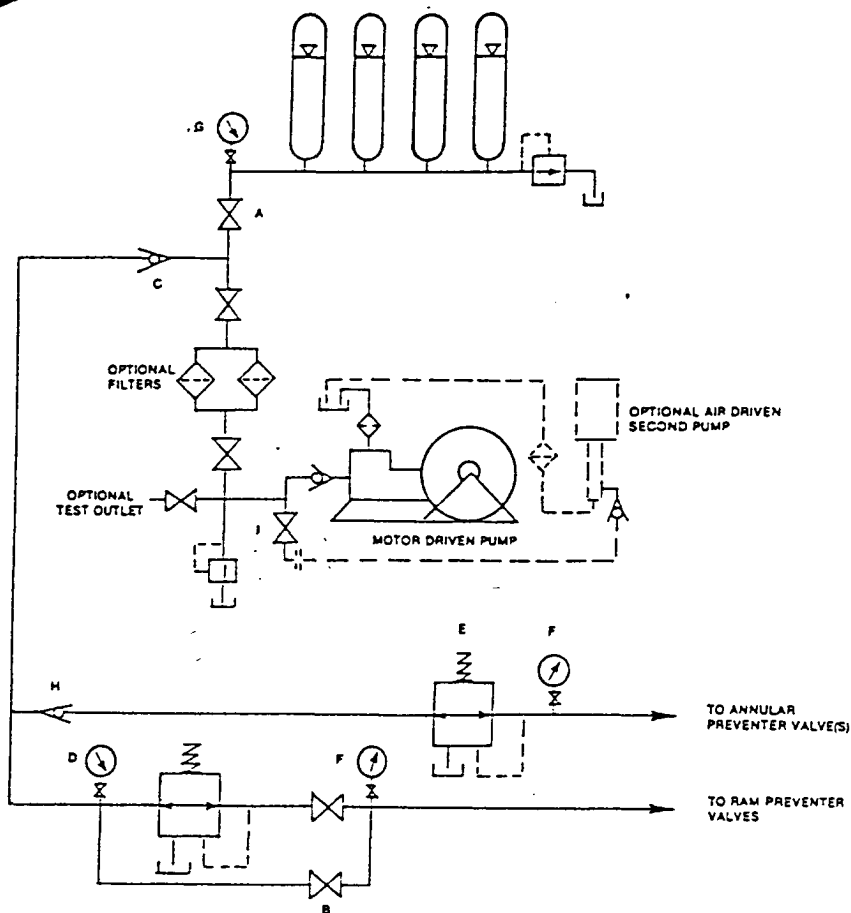 G
A
C
OPTIONAL
FILTERS
OPTIONAL AIR DRIVEN
SECOND PUMP
OPTIONAL
TEST OUTLET
J
MOTOR DRIVEN PUMP
E
F
H
TO ANNULAR
PREVENTER VALVE(S)
D
F
TO RAM PREVENTER
VALVES
B